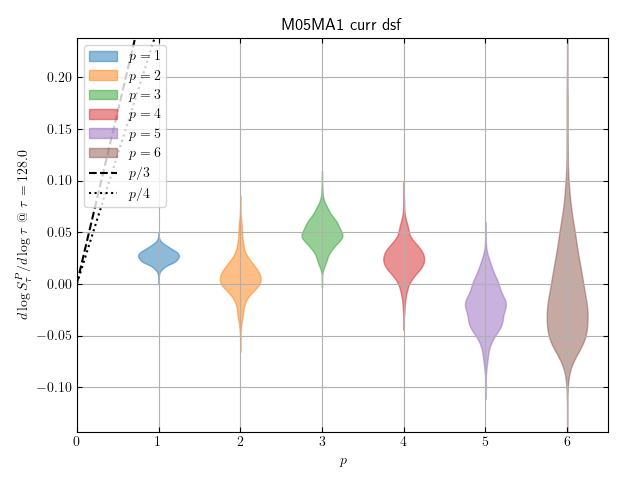 M05MA1 curr dsf
p = 1
p = 2
p = 3
p = 4
p = 5
p = 6
p/3
p/4
d log S_τ^P / d log τ @ τ = 128.0
0.20
0.15
0.10
0.05
0.00
−0.05
−0.10
0 1 2 3 4 5 6
p